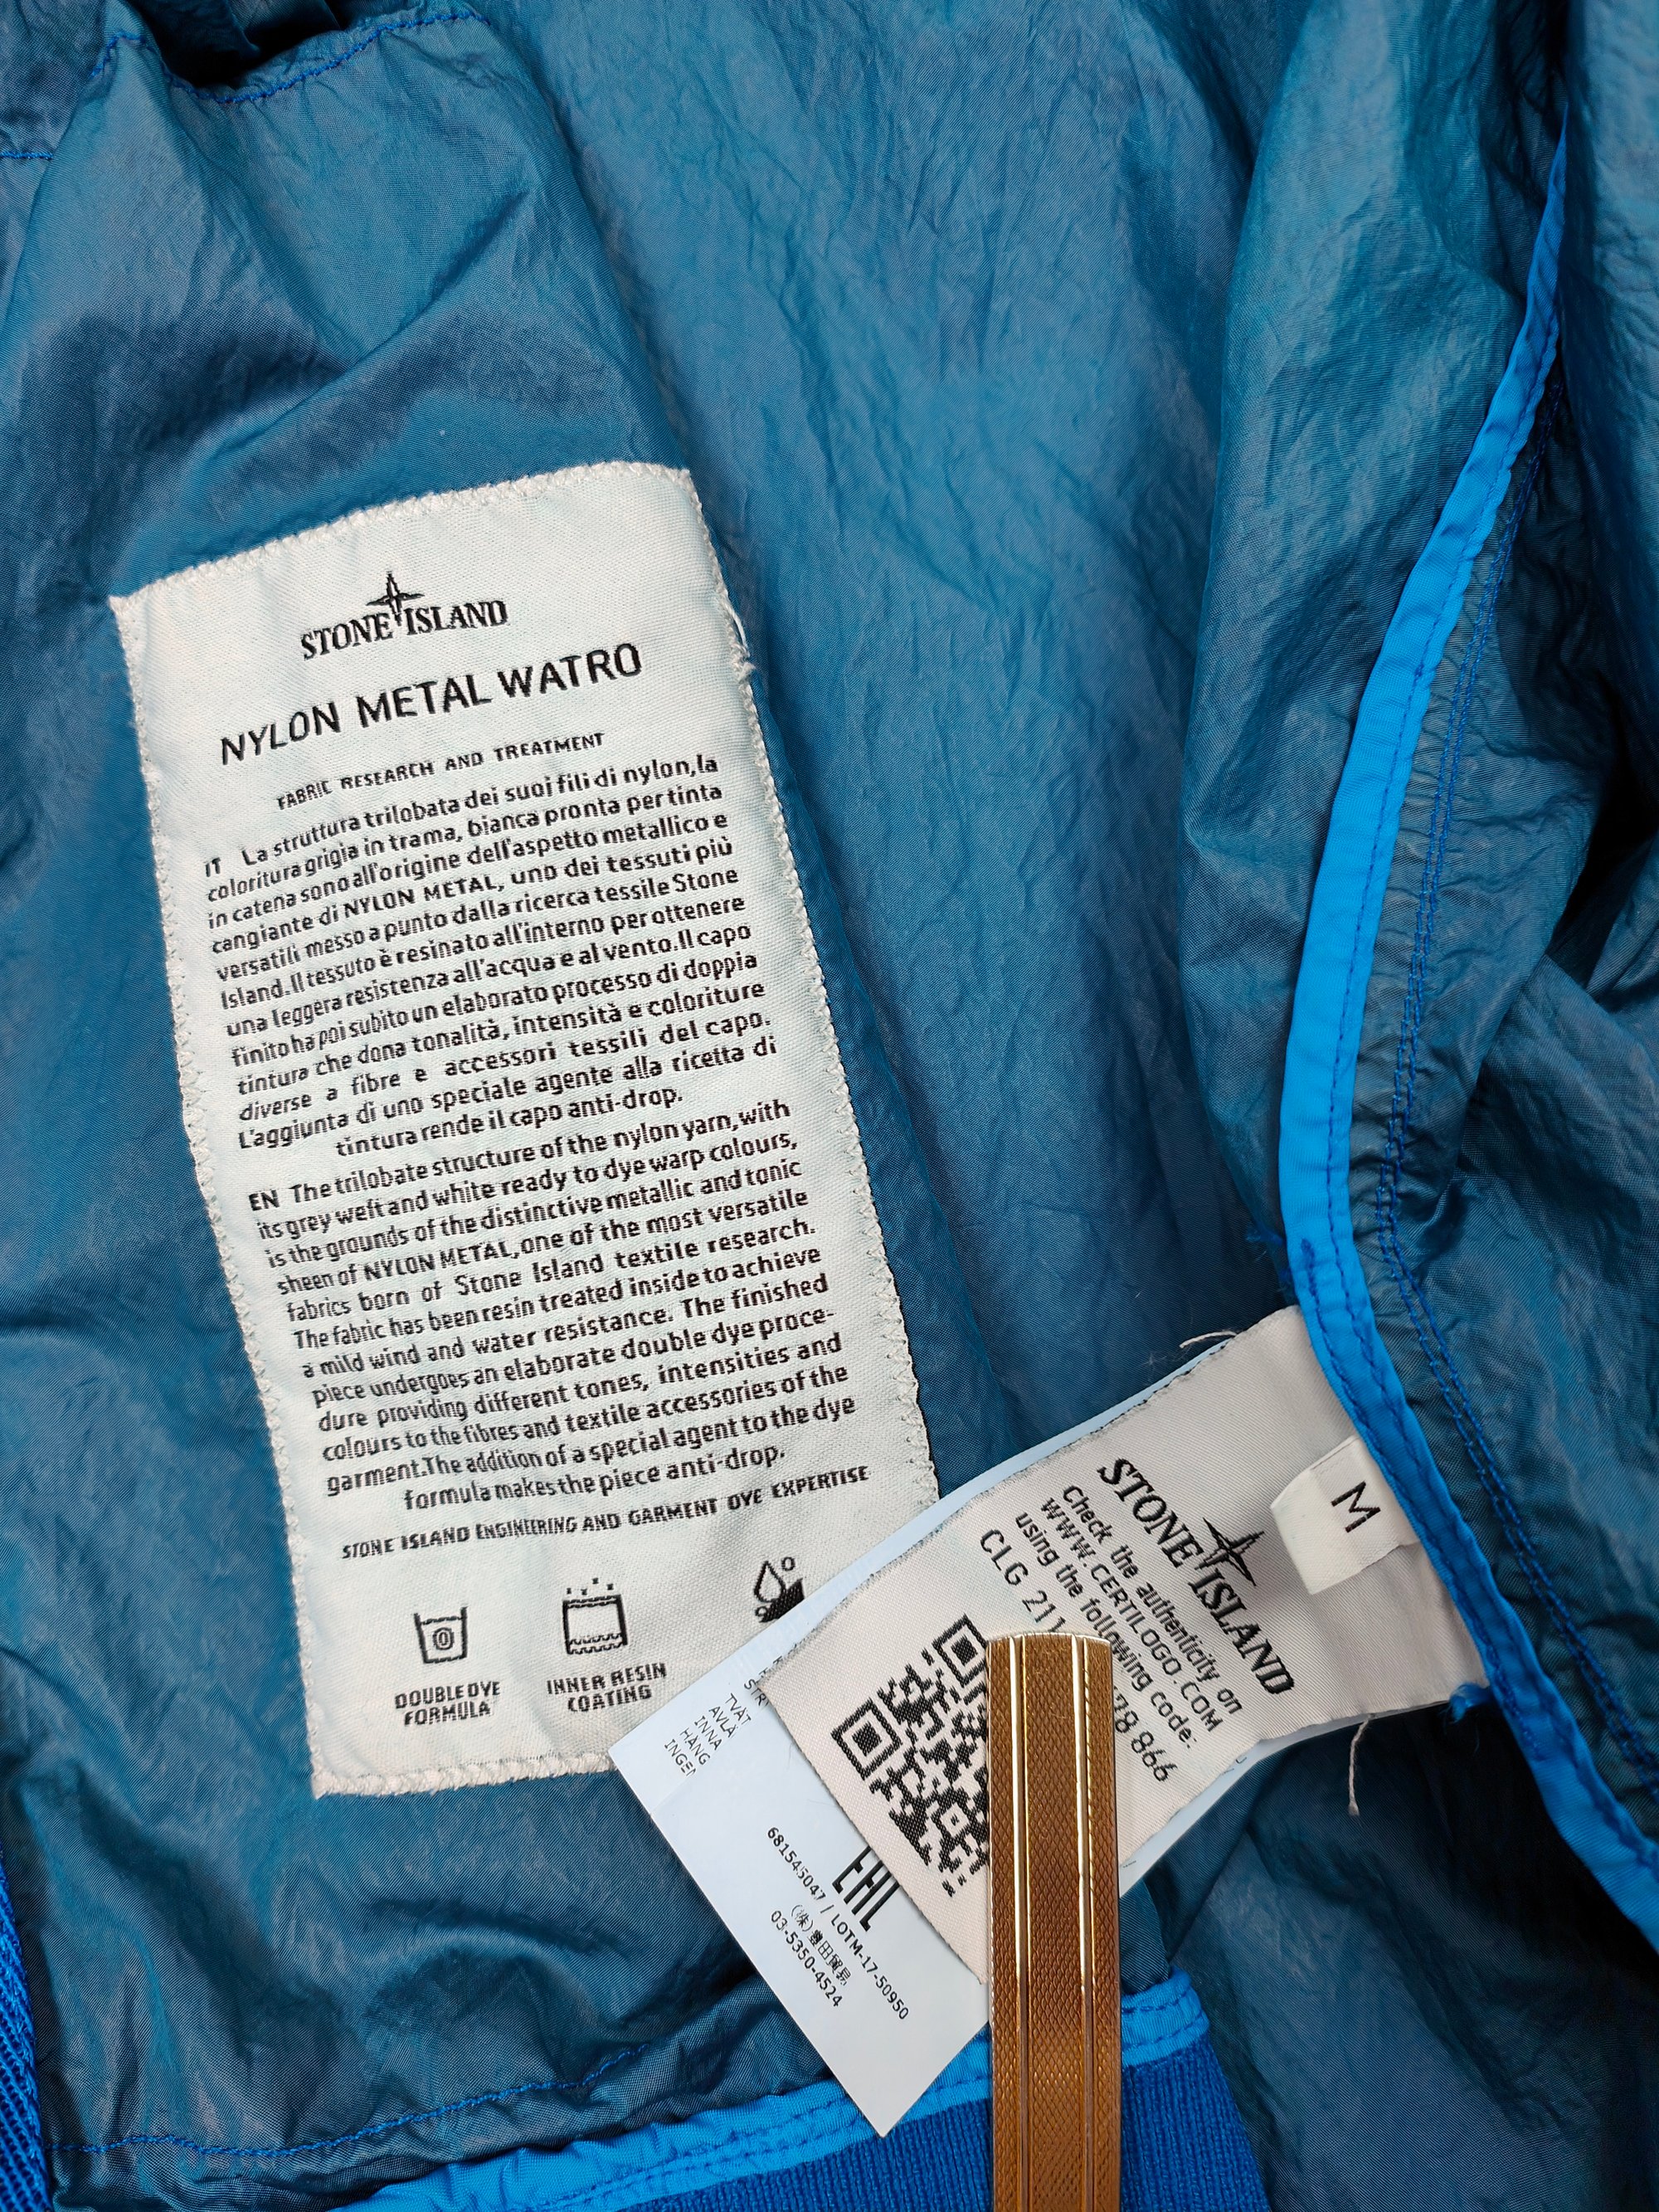 STONE ISLAND
NYLON METAL WATRO
FABRIC RESEARCH AND TREATMENT
IT La struttura trilobata dei suoi fili di nylon, la
coloritura grigia in trama, bianca pronta per tinta
in catena sono all'origine dell'aspetto metallico e
cangiante di NYLON METAL, uno dei tessuti più
versatili messo a punto dalla ricerca tessile Stone
Island. Il tessuto è resinato all'interno per ottenere
una leggera resistenza all'acqua e al vento. Il capo
finito ha poi subito un elaborato processo di doppia
tintura che dona tonalità, intensità e coloriture
diverse a fibre e accessori tessili del capo.
L'aggiunta di uno speciale agente alla ricetta di
tintura rende il capo anti-drop.
EN The trilobate structure of the nylon yarn, with
its grey weft and white ready to dye warp colours,
is the grounds of the distinctive metallic and tonic
sheen of NYLON METAL, one of the most versatile
fabrics born of Stone Island textile research.
The fabric has been resin treated inside to achieve
a mild wind and water resistance. The finished
piece undergoes an elaborate double dye proce-
dure providing different tones, intensities and
colours to the fibres and textile accessories of the
garment. The addition of a special agent to the dye
formula makes the piece anti-drop.
STONE ISLAND ENGINEERING AND GARMENT DYE EXPERTISE
DOUBLE DYE
FORMULA
INNER RESIN
COATING
M
STONE ISLAND
Check the authenticity on
WWW.CERTILOGO.COM
using the following code:
CLG 211 866
TVÄT
AVLÄ
INNA
HÄNG
INGEN
EAC
681545047 / LOTM-17-50950
(株)豊田貿易
03-5350-4524